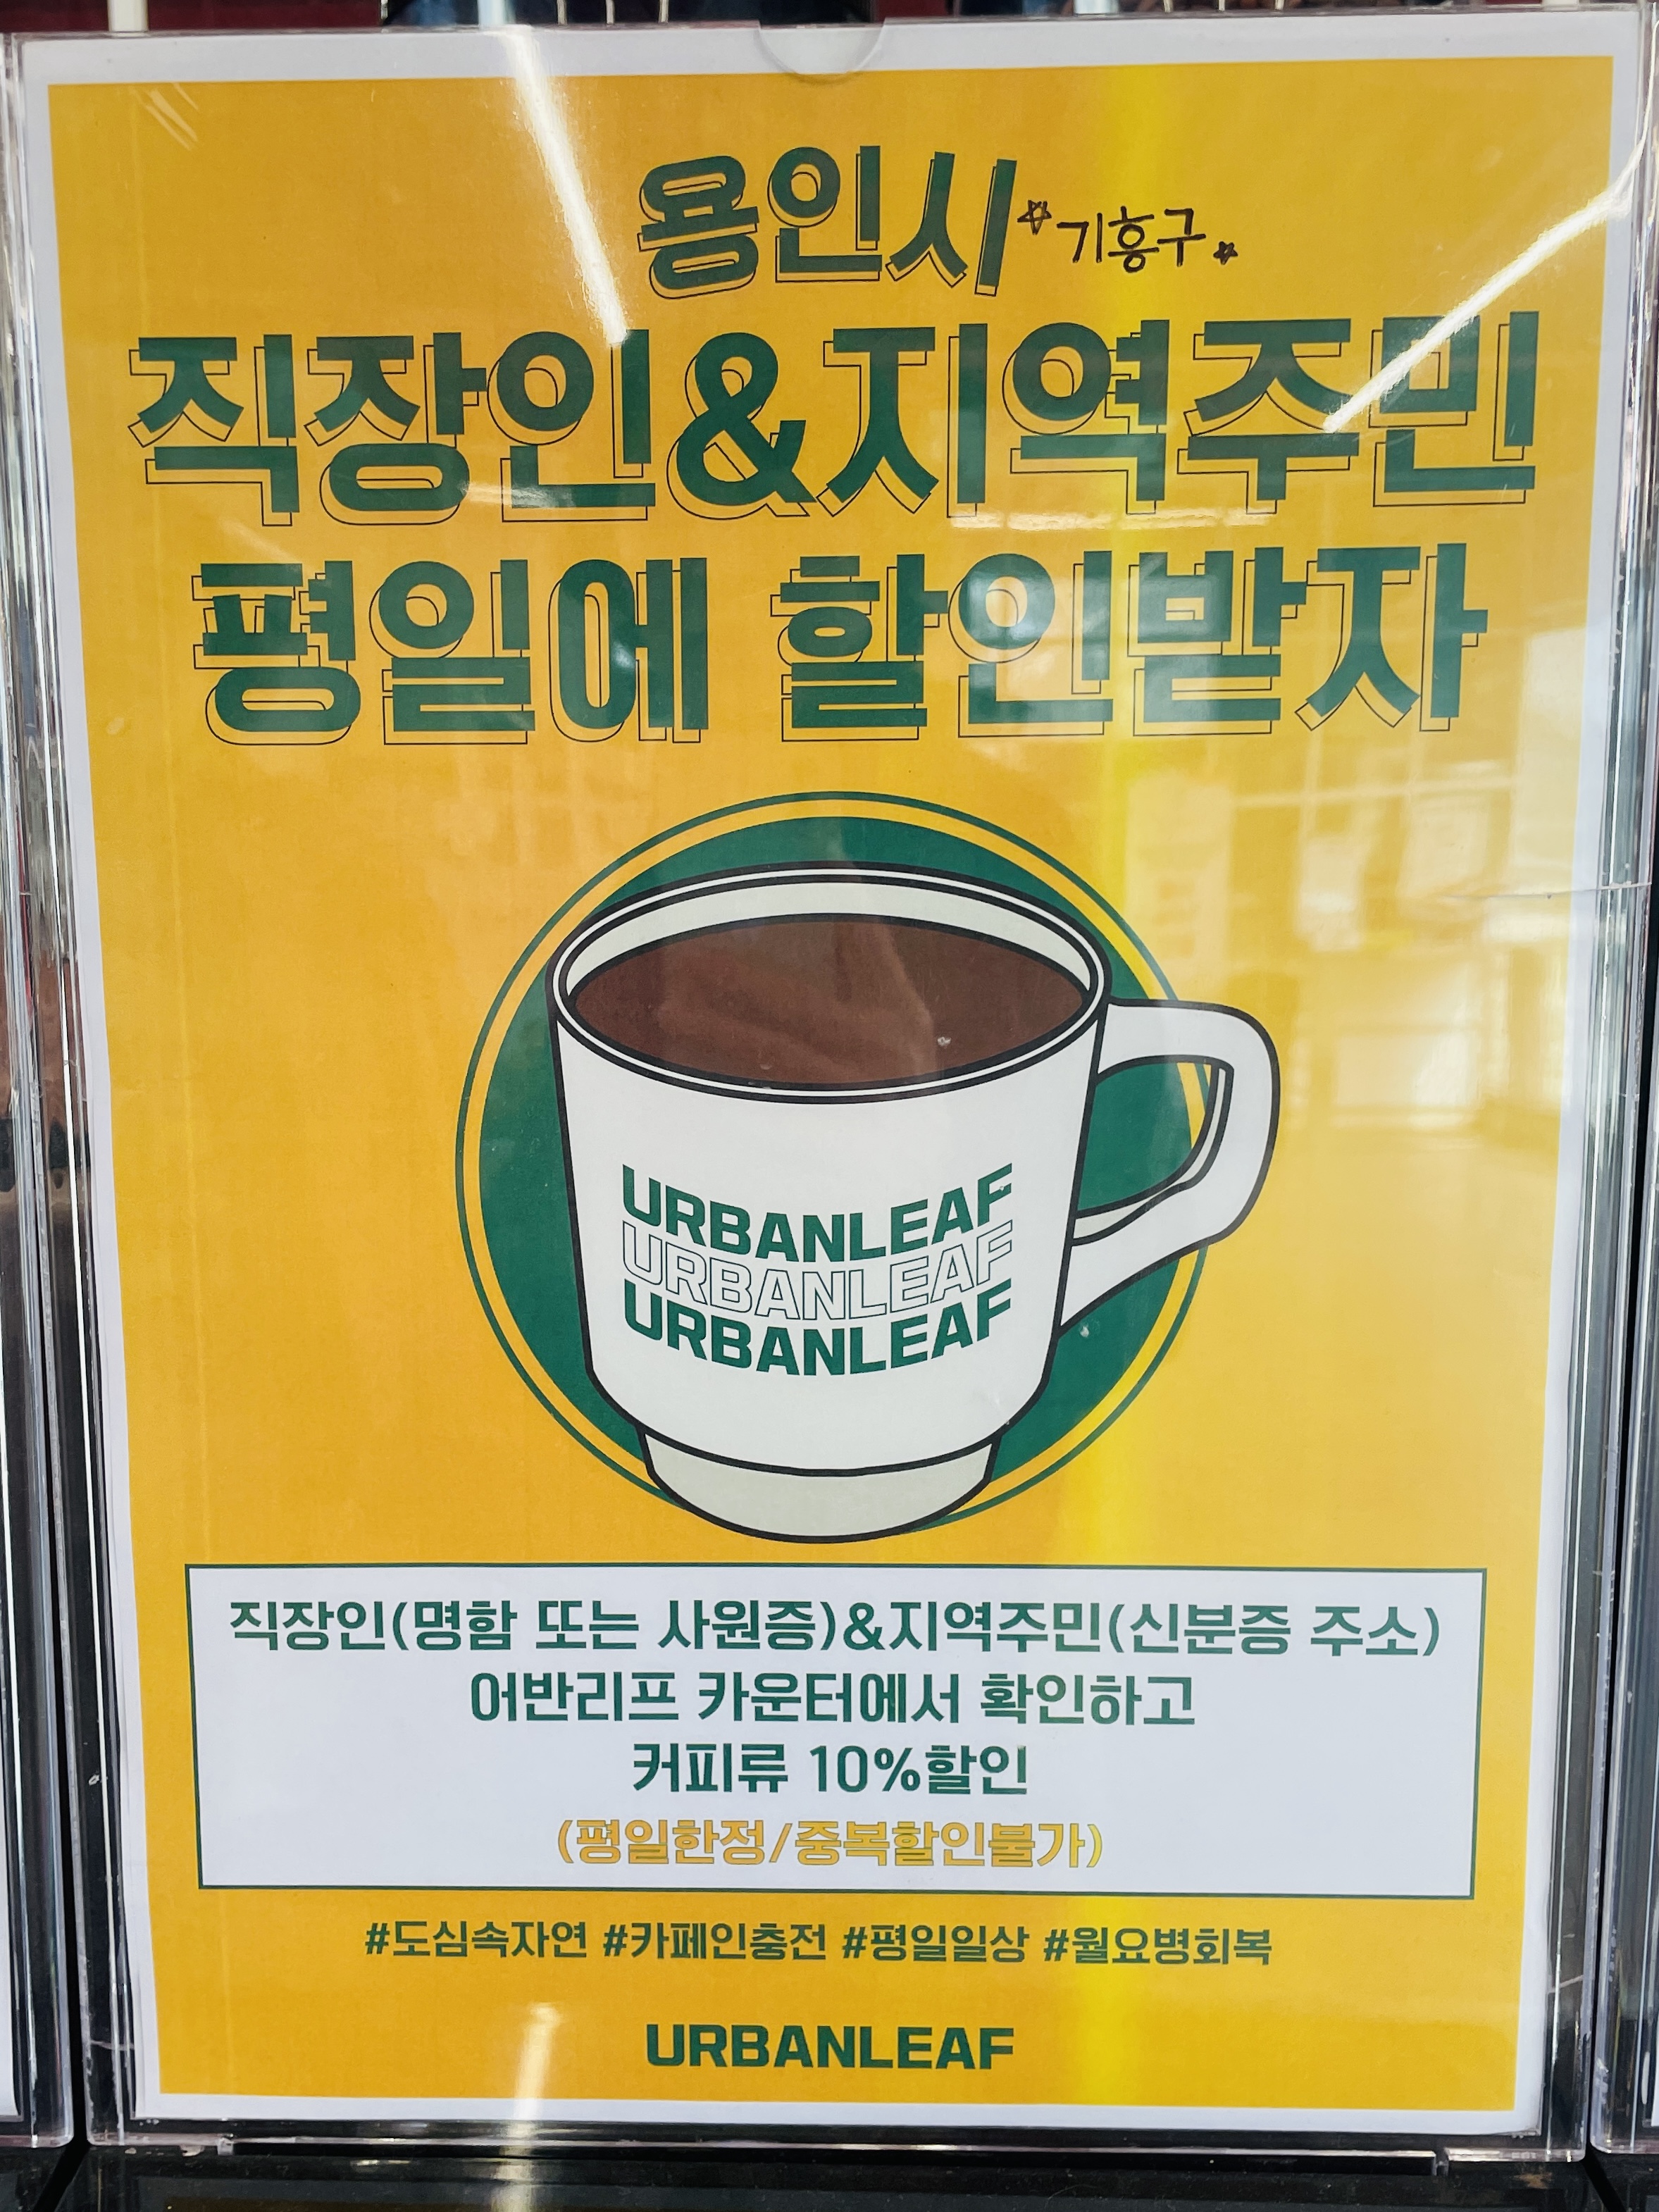 용인시 ☆기흥구☆
직장인&지역주민
평일에 할인받자
URBANLEAF
URBANLEAF
URBANLEAF
직장인(명함 또는 사원증)&지역주민(신분증 주소)
어반리프 카운터에서 확인하고
커피류 10%할인
(평일한정/중복할인불가)
#도심속자연 #카페인충전 #평일일상 #월요병회복
URBANLEAF